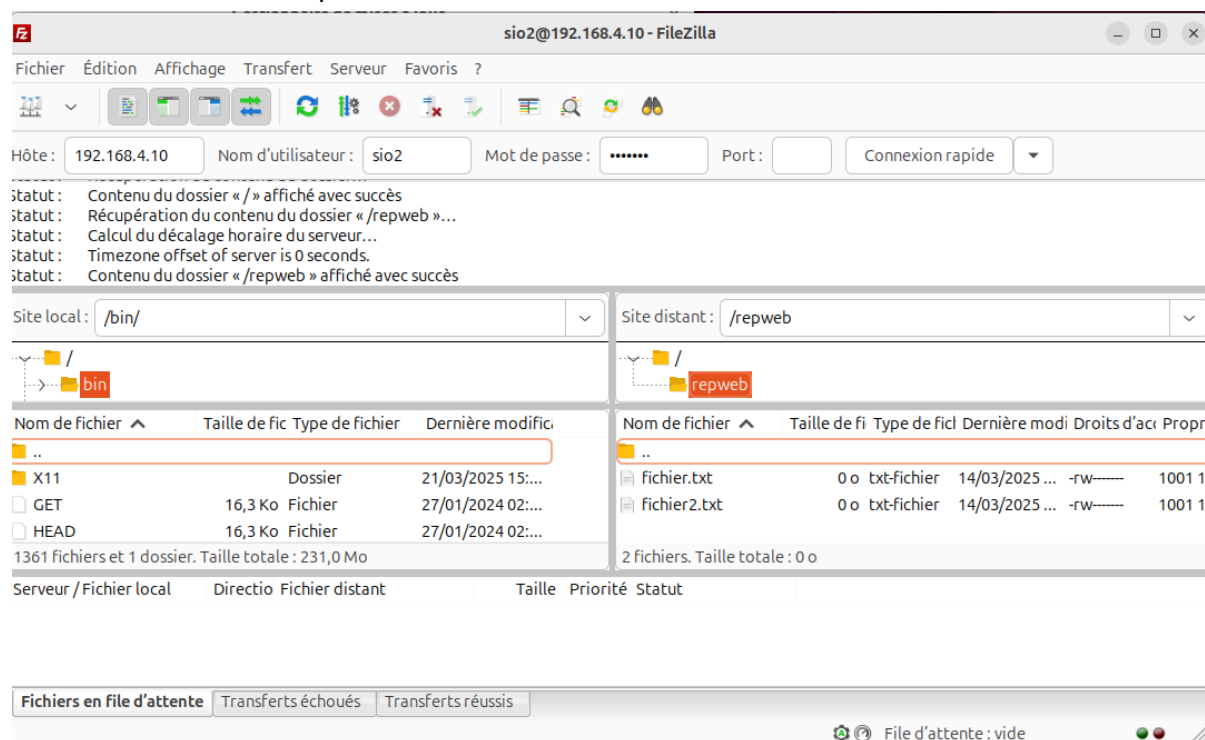 sio2@192.168.4.10 - FileZilla
Fichier Édition Affichage Transfert Serveur Favoris ?
Hôte : 192.168.4.10 Nom d'utilisateur : sio2 Mot de passe : ••••••• Port : Connexion rapide
Statut : Contenu du dossier « / » affiché avec succès
Statut : Récupération du contenu du dossier « /repweb »…
Statut : Calcul du décalage horaire du serveur…
Statut : Timezone offset of server is 0 seconds.
Statut : Contenu du dossier « /repweb » affiché avec succès
Site local : /bin/ Site distant : /repweb
/ /
bin repweb
Nom de fichier Taille de fic Type de fichier Dernière modific Nom de fichier Taille de fi Type de fich Dernière modi Droits d'acc Propr
.. ..
X11 Dossier 21/03/2025 15:... fichier.txt 0 o txt-fichier 14/03/2025 ... -rw------- 1001 1
GET 16,3 Ko Fichier 27/01/2024 02:... fichier2.txt 0 o txt-fichier 14/03/2025 ... -rw------- 1001 1
HEAD 16,3 Ko Fichier 27/01/2024 02:...
1361 fichiers et 1 dossier. Taille totale : 231,0 Mo 2 fichiers. Taille totale : 0 o
Serveur / Fichier local Directio Fichier distant Taille Priorité Statut
Fichiers en file d'attente Transferts échoués Transferts réussis
File d'attente : vide